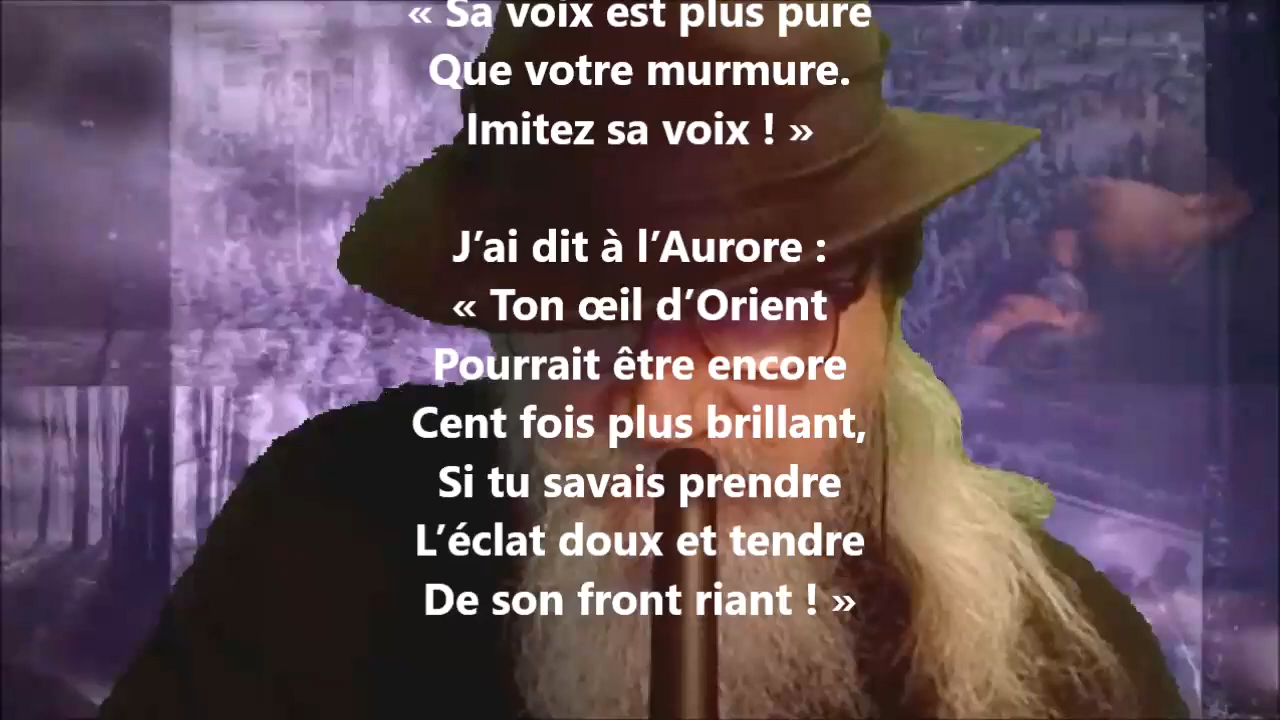 « Sa voix est plus pure
Que votre murmure.
Imitez sa voix ! »
J’ai dit à l’Aurore :
« Ton œil d’Orient
Pourrait être encore
Cent fois plus brillant,
Si tu savais prendre
L’éclat doux et tendre
De son front riant ! »